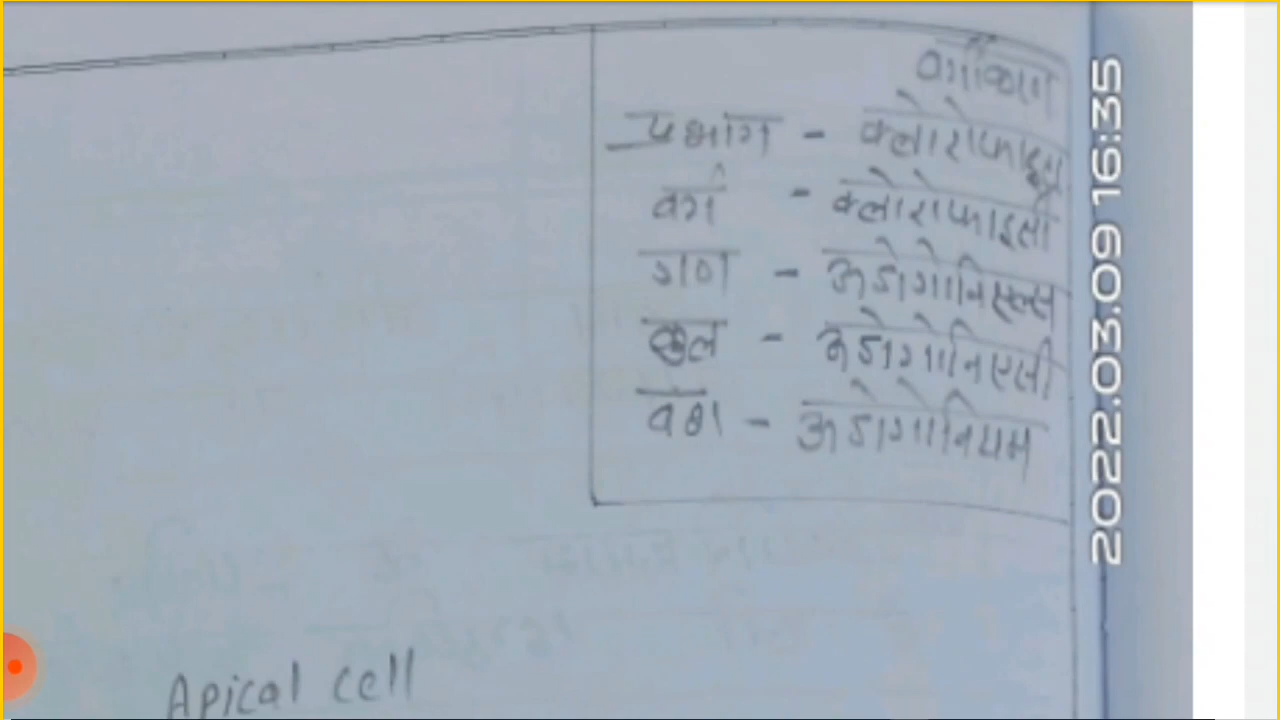 वर्गीकरण
प्रभाग - क्लोरोफाइटा
वर्ग - क्लोरोफाइसी
गण - ऊडोगोनिएल्स
कुल - ऊडोगोनिएसी
वंश - ऊडोगोनियम
Apical cell
2022.03.09 16:35